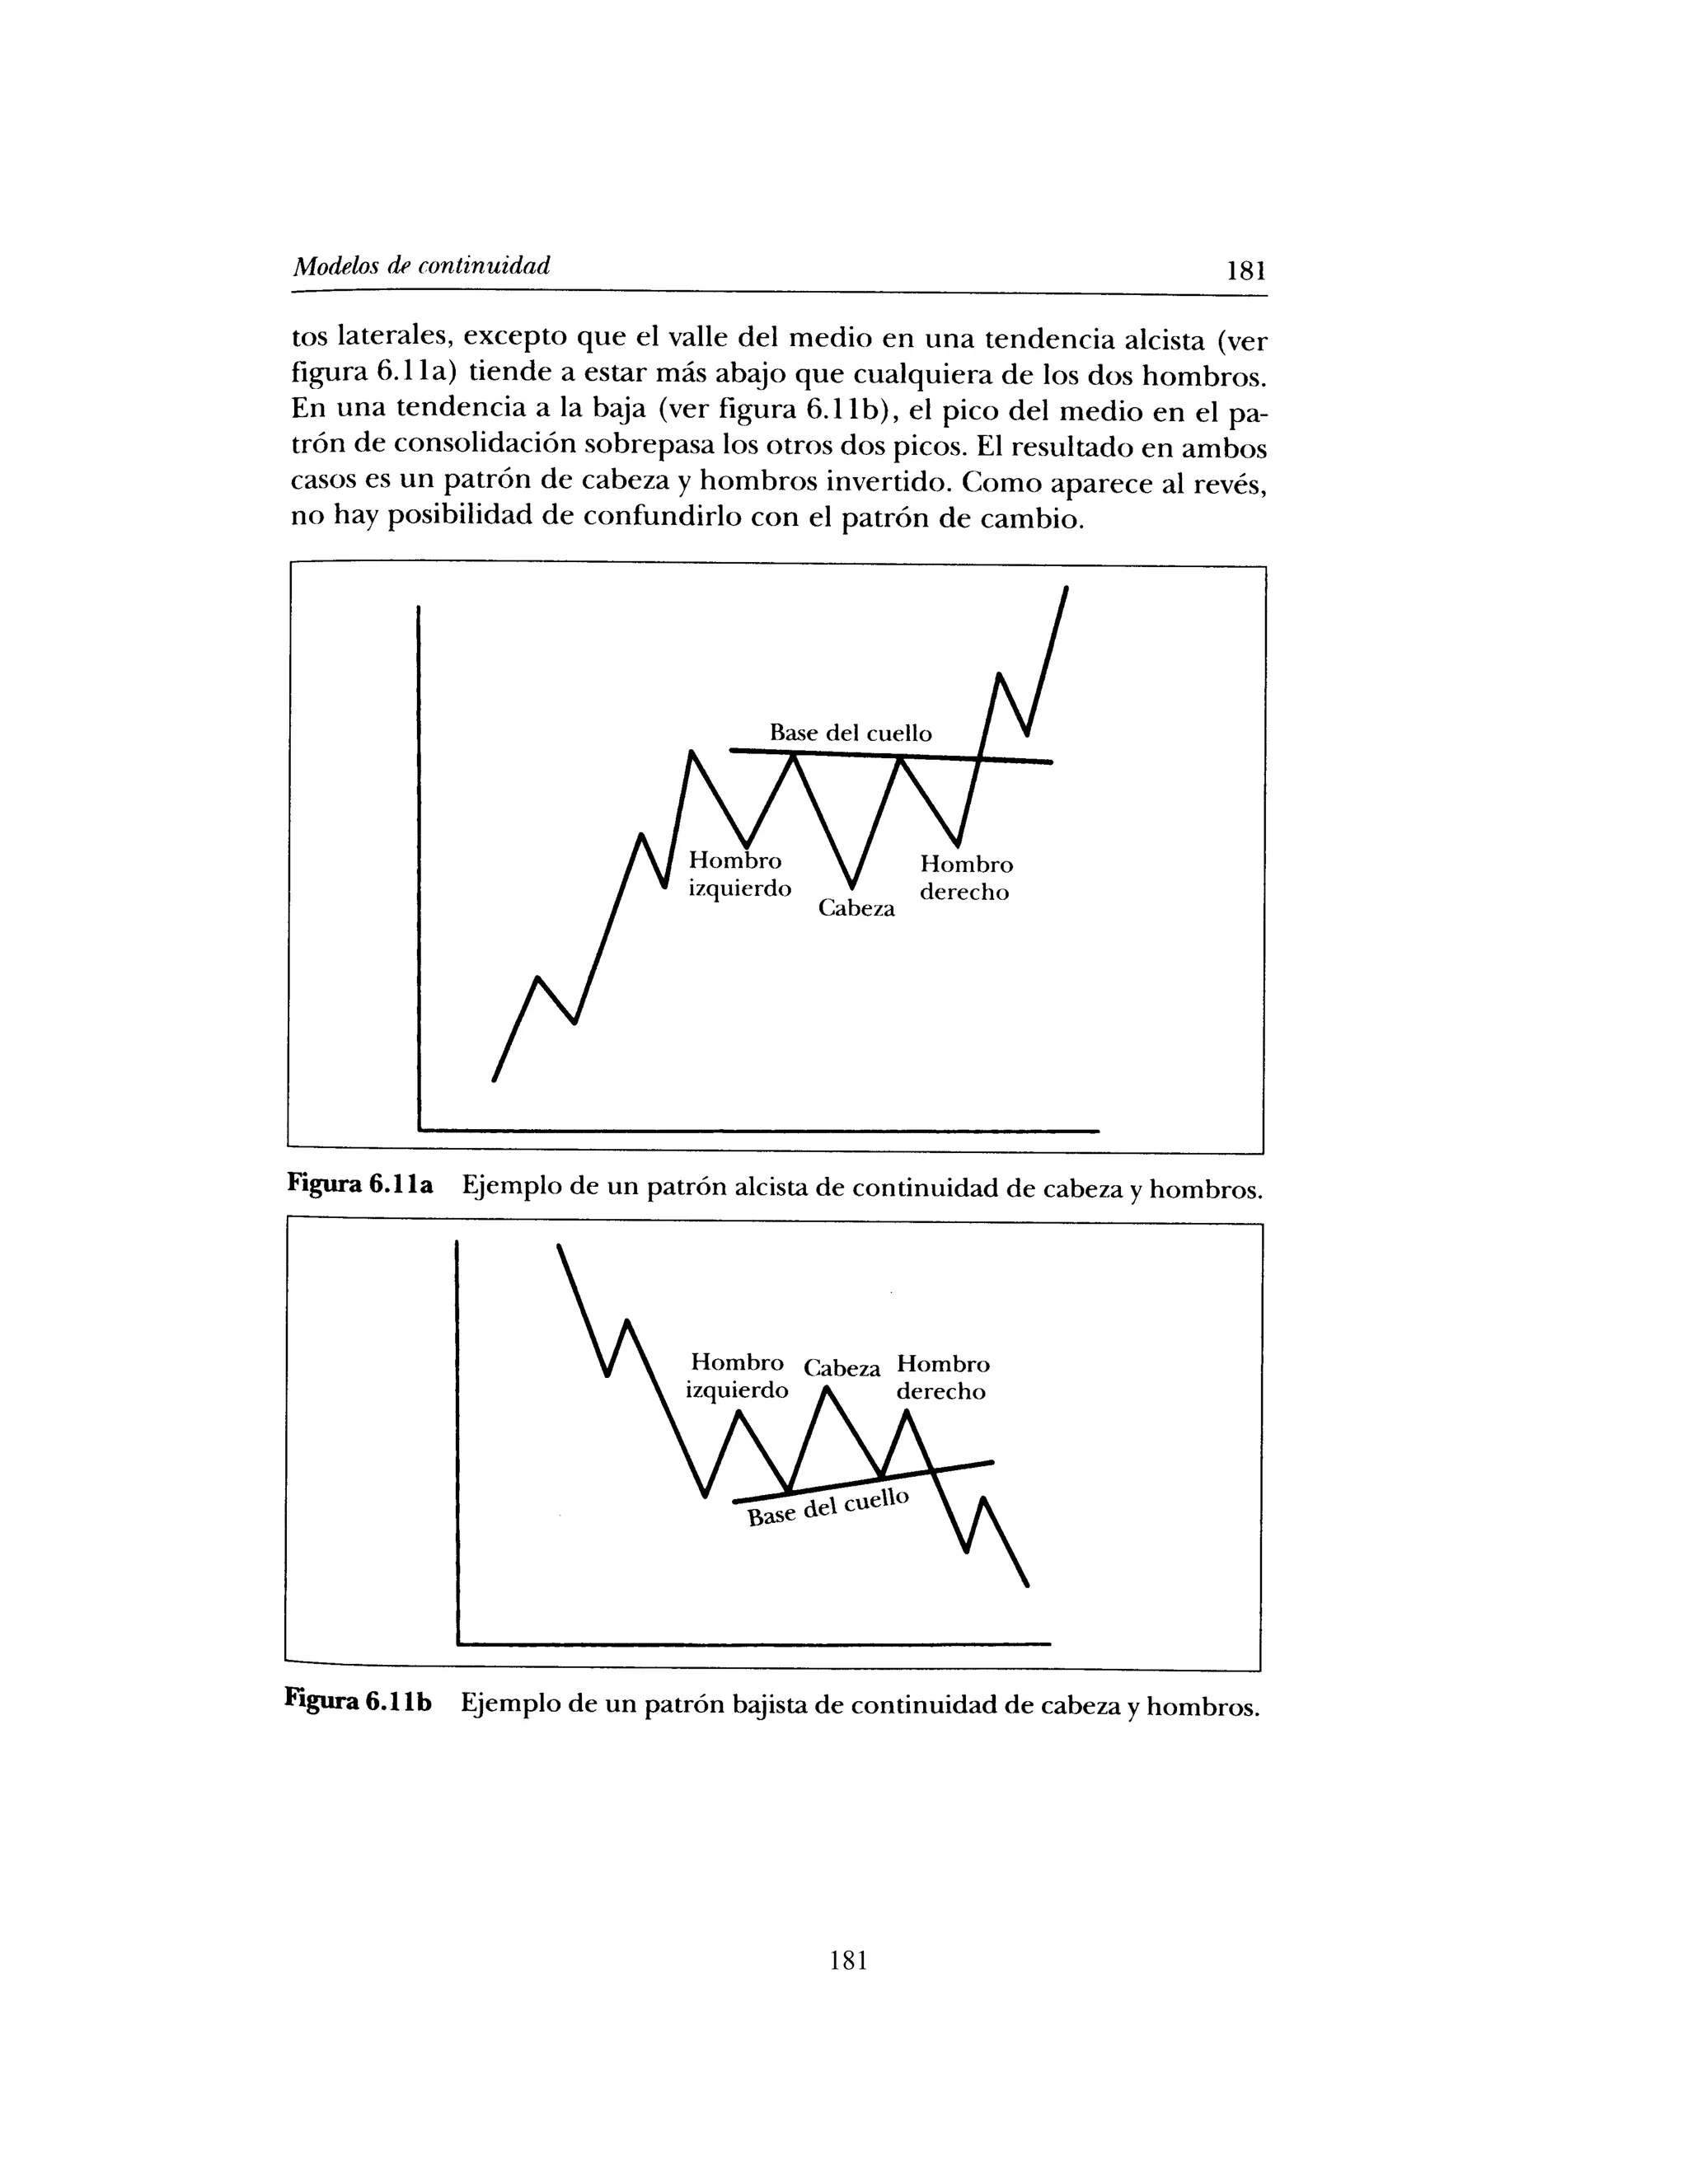 Modelos de continuidad 181
tos laterales, excepto que el valle del medio en una tendencia alcista (ver
figura 6.11a) tiende a estar más abajo que cualquiera de los dos hombros.
En una tendencia a la baja (ver figura 6.11b), el pico del medio en el pa-
trón de consolidación sobrepasa los otros dos picos. El resultado en ambos
casos es un patrón de cabeza y hombros invertido. Como aparece al revés,
no hay posibilidad de confundirlo con el patrón de cambio.
Base del cuello
Hombro
izquierdo
Cabeza
Hombro
derecho
Figura 6.11a Ejemplo de un patrón alcista de continuidad de cabeza y hombros.
Hombro
izquierdo
Cabeza
Hombro
derecho
Base del cuello
Figura 6.11b Ejemplo de un patrón bajista de continuidad de cabeza y hombros.
181